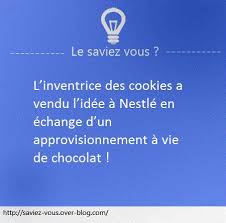 Le saviez vous ?
L'inventrice des cookies a
vendu l'idée à Nestlé en
échange d'un
approvisionnement à vie
de chocolat !
http://saviez-vous.over-blog.com/